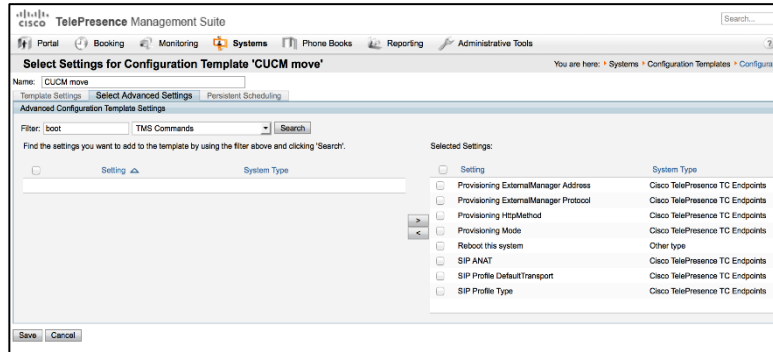 cisco TelePresence Management Suite
Search...
Portal Booking Monitoring Systems Phone Books Reporting Administrative Tools ?
Select Settings for Configuration Template 'CUCM move' You are here: Systems Configuration Templates Configura
Name: CUCM move
Template Settings Select Advanced Settings Persistent Scheduling
Advanced Configuration Template Settings
Filter: boot TMS Commands Search
Find the settings you want to add to the template by using the filter above and clicking 'Search'. Selected Settings:
Setting System Type Setting System Type
Provisioning ExternalManager Address Cisco TelePresence TC Endpoints
Provisioning ExternalManager Protocol Cisco TelePresence TC Endpoints
>
Provisioning HttpMethod Cisco TelePresence TC Endpoints
<
Provisioning Mode Cisco TelePresence TC Endpoints
Reboot this system Other type
SIP ANAT Cisco TelePresence TC Endpoints
SIP Profile DefaultTransport Cisco TelePresence TC Endpoints
SIP Profile Type Cisco TelePresence TC Endpoints
Save Cancel